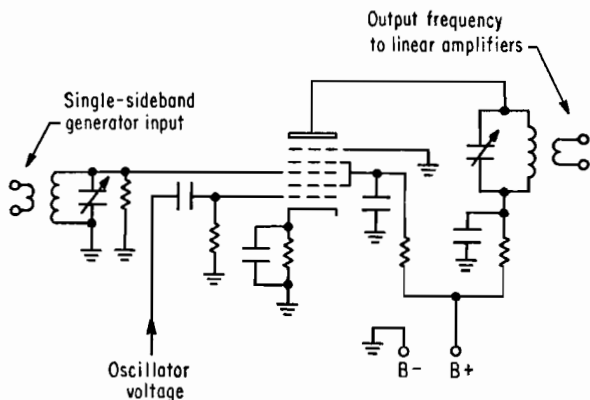 Output frequency
to linear amplifiers
Single-sideband
generator input
Oscillator
voltage
B-
B+